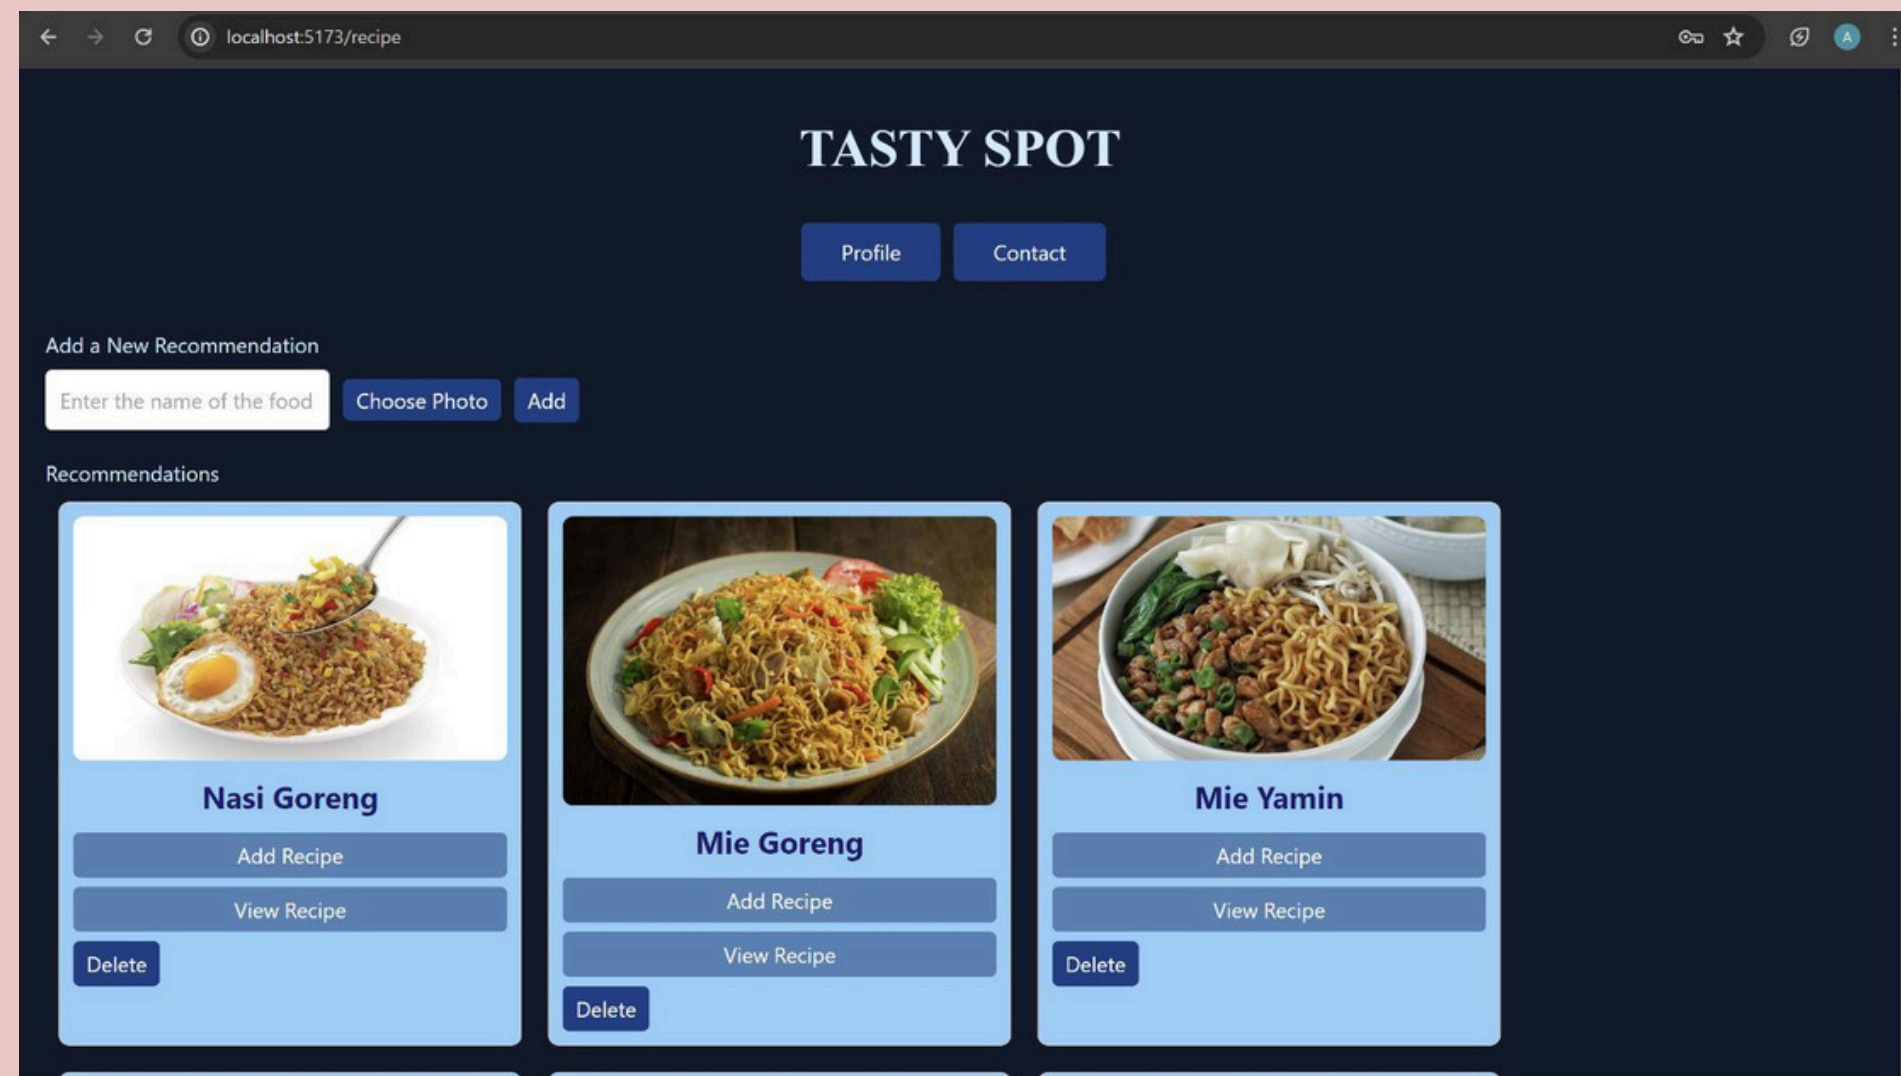 localhost:5173/recipe
A
TASTY SPOT
Profile Contact
Add a New Recommendation
Enter the name of the food Choose Photo Add
Recommendations
Nasi Goreng
Add Recipe
View Recipe
Delete
Mie Goreng
Add Recipe
View Recipe
Delete
Mie Yamin
Add Recipe
View Recipe
Delete